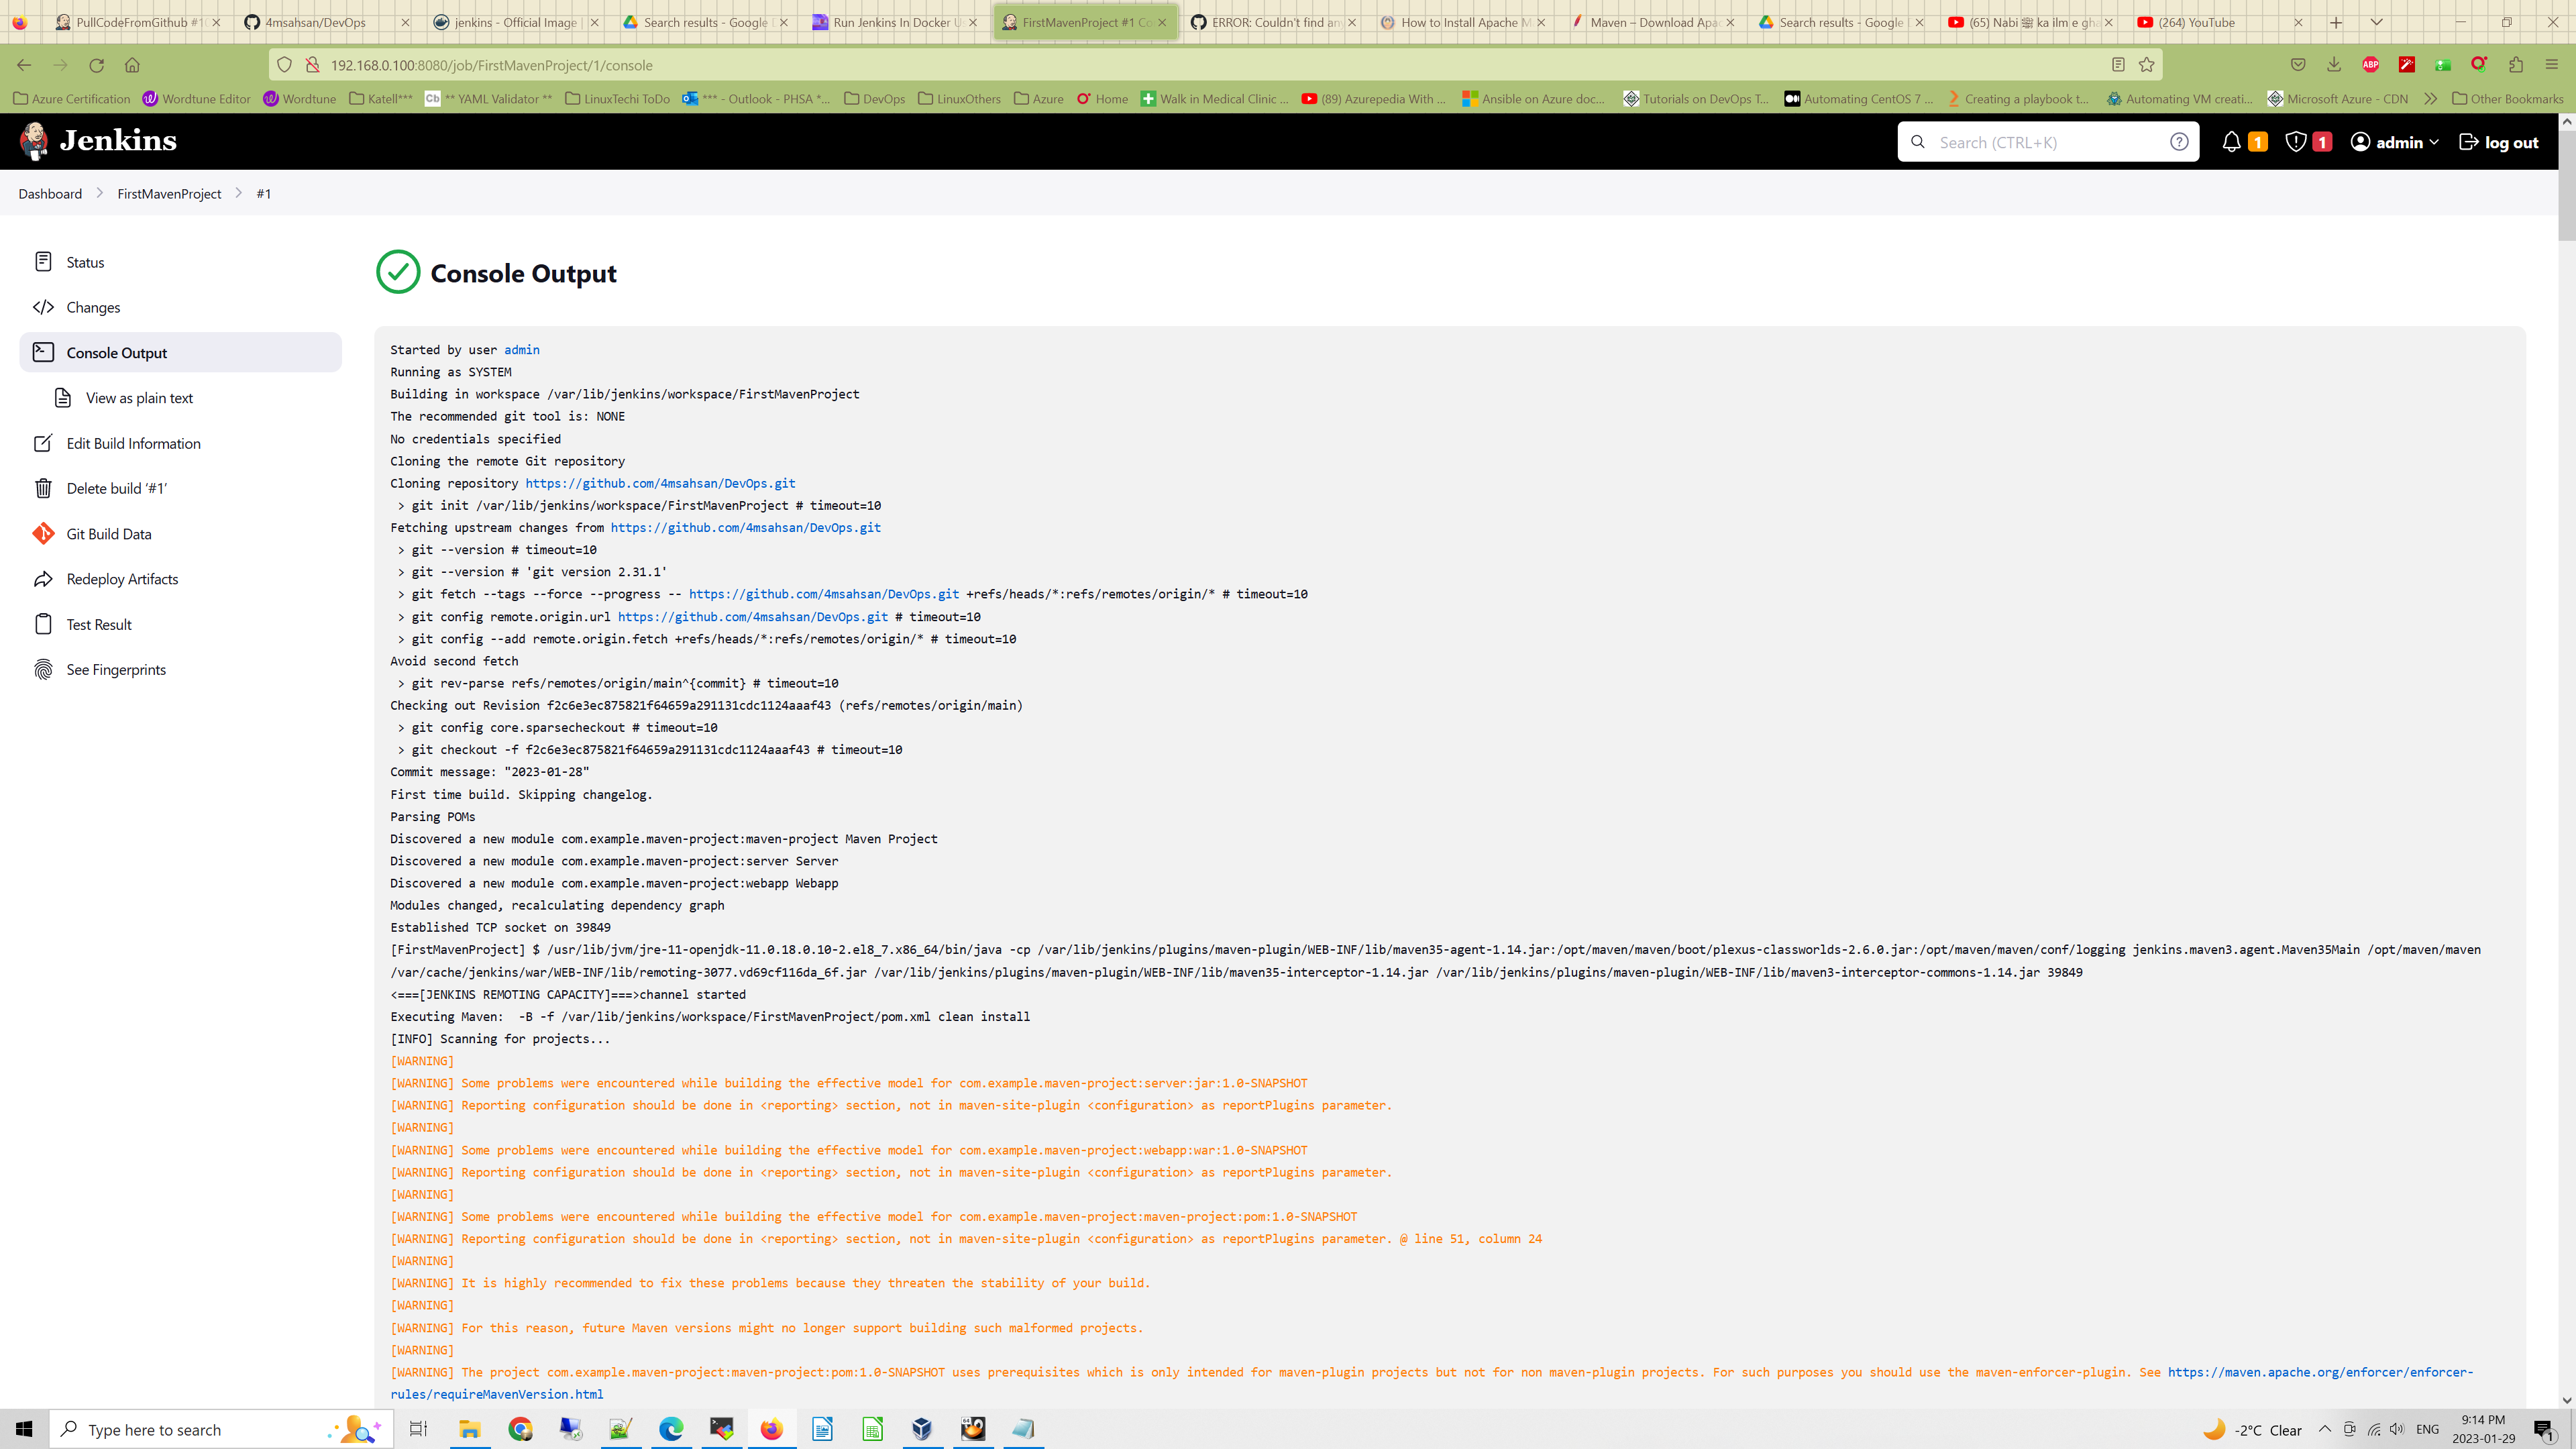 PullCodeFromGithub #1
4msahsan/DevOps
jenkins - Official Image |
Search results - Google
Run Jenkins In Docker
FirstMavenProject #1 Co
ERROR: Couldn't find any
How to Install Apache M
Maven – Download Apac
Search results - Google
(65) Nabi ﷺ ka ilm e gha
(264) YouTube
192.168.0.100:8080/job/FirstMavenProject/1/console
ABP
Azure Certification
Wordtune Editor
Wordtune
Katell***
Cb
** YAML Validator **
LinuxTechi ToDo
*** - Outlook - PHSA *...
DevOps
LinuxOthers
Azure
Home
Walk in Medical Clinic ...
(89) Azurepedia With ...
Ansible on Azure doc...
Tutorials on DevOps T...
Automating CentOS 7 ...
Creating a playbook t...
Automating VM creati...
Microsoft Azure - CDN
Other Bookmarks
Jenkins
Search (CTRL+K)
1
1
admin
log out
Dashboard
FirstMavenProject
#1
Status
Changes
Console Output
View as plain text
Edit Build Information
Delete build ‘#1’
Git Build Data
Redeploy Artifacts
Test Result
See Fingerprints
Console Output
Started by user admin
Running as SYSTEM
Building in workspace /var/lib/jenkins/workspace/FirstMavenProject
The recommended git tool is: NONE
No credentials specified
Cloning the remote Git repository
Cloning repository https://github.com/4msahsan/DevOps.git
> git init /var/lib/jenkins/workspace/FirstMavenProject # timeout=10
Fetching upstream changes from https://github.com/4msahsan/DevOps.git
> git --version # timeout=10
> git --version # 'git version 2.31.1'
> git fetch --tags --force --progress -- https://github.com/4msahsan/DevOps.git +refs/heads/*:refs/remotes/origin/* # timeout=10
> git config remote.origin.url https://github.com/4msahsan/DevOps.git # timeout=10
> git config --add remote.origin.fetch +refs/heads/*:refs/remotes/origin/* # timeout=10
Avoid second fetch
> git rev-parse refs/remotes/origin/main^{commit} # timeout=10
Checking out Revision f2c6e3ec875821f64659a291131cdc1124aaaf43 (refs/remotes/origin/main)
> git config core.sparsecheckout # timeout=10
> git checkout -f f2c6e3ec875821f64659a291131cdc1124aaaf43 # timeout=10
Commit message: "2023-01-28"
First time build. Skipping changelog.
Parsing POMs
Discovered a new module com.example.maven-project:maven-project Maven Project
Discovered a new module com.example.maven-project:server Server
Discovered a new module com.example.maven-project:webapp Webapp
Modules changed, recalculating dependency graph
Established TCP socket on 39849
[FirstMavenProject] $ /usr/lib/jvm/jre-11-openjdk-11.0.18.0.10-2.el8_7.x86_64/bin/java -cp /var/lib/jenkins/plugins/maven-plugin/WEB-INF/lib/maven35-agent-1.14.jar:/opt/maven/maven/boot/plexus-classworlds-2.6.0.jar:/opt/maven/maven/conf/logging jenkins.maven3.agent.Maven35Main /opt/maven/maven
/var/cache/jenkins/war/WEB-INF/lib/remoting-3077.vd69cf116da_6f.jar /var/lib/jenkins/plugins/maven-plugin/WEB-INF/lib/maven35-interceptor-1.14.jar /var/lib/jenkins/plugins/maven-plugin/WEB-INF/lib/maven3-interceptor-commons-1.14.jar 39849
<===[JENKINS REMOTING CAPACITY]===>channel started
Executing Maven:  -B -f /var/lib/jenkins/workspace/FirstMavenProject/pom.xml clean install
[INFO] Scanning for projects...
[WARNING]
[WARNING] Some problems were encountered while building the effective model for com.example.maven-project:server:jar:1.0-SNAPSHOT
[WARNING] Reporting configuration should be done in <reporting> section, not in maven-site-plugin <configuration> as reportPlugins parameter.
[WARNING]
[WARNING] Some problems were encountered while building the effective model for com.example.maven-project:webapp:war:1.0-SNAPSHOT
[WARNING] Reporting configuration should be done in <reporting> section, not in maven-site-plugin <configuration> as reportPlugins parameter.
[WARNING]
[WARNING] Some problems were encountered while building the effective model for com.example.maven-project:maven-project:pom:1.0-SNAPSHOT
[WARNING] Reporting configuration should be done in <reporting> section, not in maven-site-plugin <configuration> as reportPlugins parameter. @ line 51, column 24
[WARNING]
[WARNING] It is highly recommended to fix these problems because they threaten the stability of your build.
[WARNING]
[WARNING] For this reason, future Maven versions might no longer support building such malformed projects.
[WARNING]
[WARNING] The project com.example.maven-project:maven-project:pom:1.0-SNAPSHOT uses prerequisites which is only intended for maven-plugin projects but not for non maven-plugin projects. For such purposes you should use the maven-enforcer-plugin. See https://maven.apache.org/enforcer/enforcer-
rules/requireMavenVersion.html
Type here to search
-2°C Clear
ENG
9:14 PM
2023-01-29
1